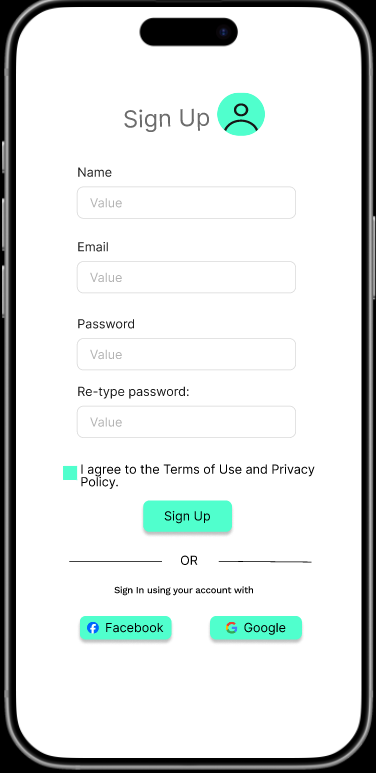 Sign Up
Name
Value
Email
Value
Password
Value
Re-type password:
Value
I agree to the Terms of Use and Privacy
Policy.
Sign Up
OR
Sign In using your account with
Facebook
Google